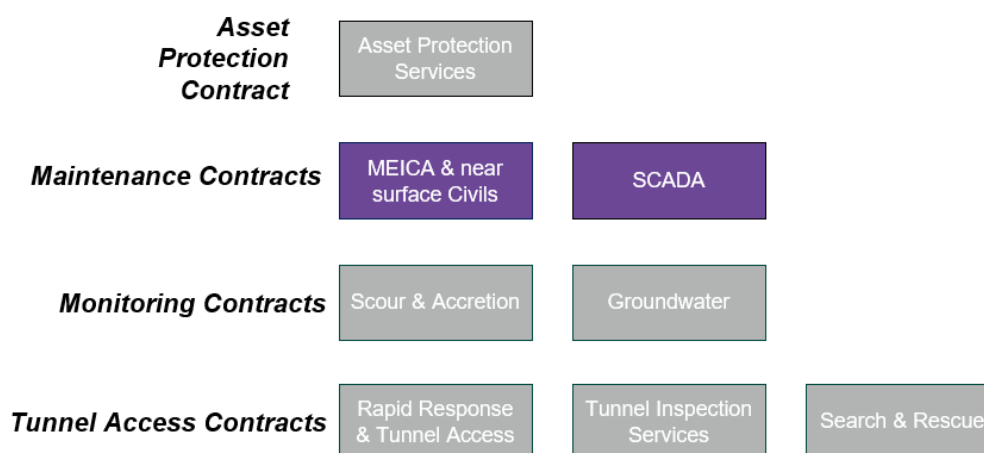 Asset
Protection
Contract
Asset Protection
Services
Maintenance Contracts
MEICA & near
surface Civils
SCADA
Monitoring Contracts
Scour & Accretion
Groundwater
Tunnel Access Contracts
Rapid Response
& Tunnel Access
Tunnel Inspection
Services
Search & Rescue